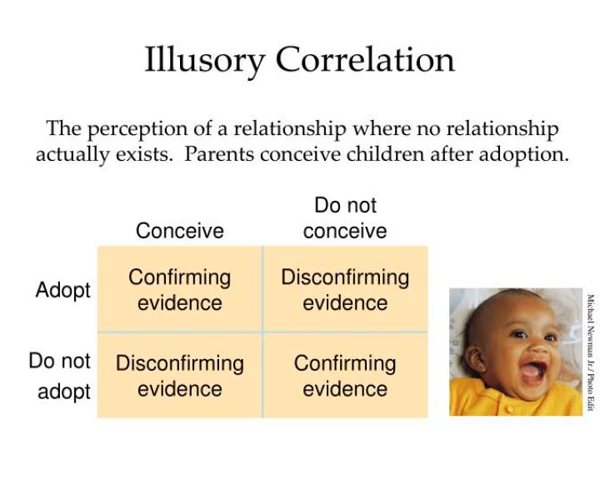 Illusory Correlation
The perception of a relationship where no relationship
actually exists. Parents conceive children after adoption.
Do not
Conceive conceive
Adopt Confirming Disconfirming
evidence evidence
Do not Disconfirming Confirming
adopt evidence evidence
Michael Newman Jr./ Photo Edit